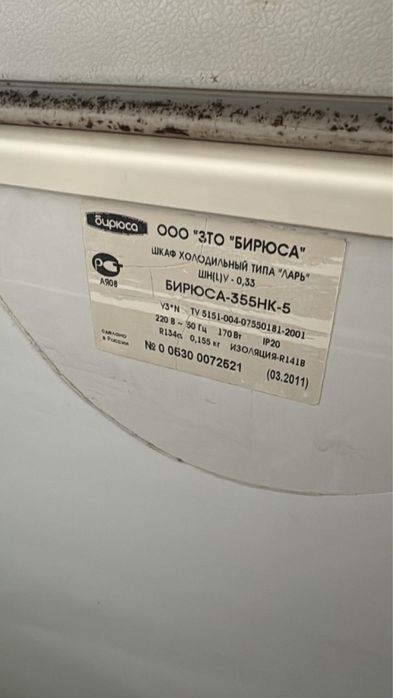 бирюса
ООО "ЗТО "БИРЮСА"
ШКАФ ХОЛОДИЛЬНЫЙ ТИПА "ЛАРЬ"
ШН(L)V - 0,33
РСТ
АЯ08
БИРЮСА-355НК-5
У3*N ТУ 5151-004-07550181-2001
220 В ~ 50 Гц 170 Вт IP20
R134a 0,155 кг ИЗОЛЯЦИЯ-R141B
сделано
в России
№ 0 0530 0072521 (03.2011)